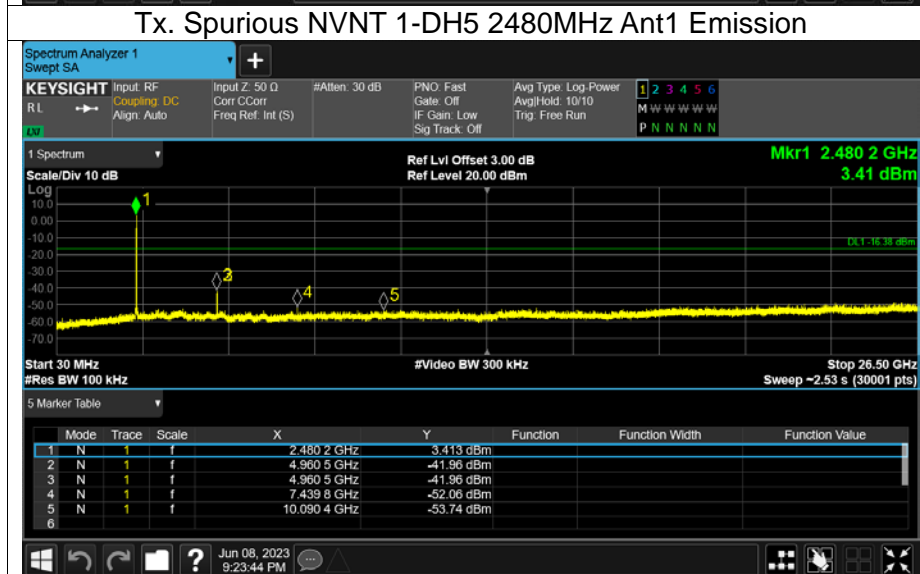 Tx. Spurious NVNT 1-DH5 2480MHz Ant1 Emission
Spectrum Analyzer 1
Swept SA
+
KEYSIGHT Input: RF Input Z: 50 Ω #Atten: 30 dB PNO: Fast Avg Type: Log-Power 1 2 3 4 5 6
RL Coupling: DC Corr CCorr Gate: Off Avg|Hold: 10/10 M W W W W W
Align: Auto Freq Ref: Int (S) IF Gain: Low Trig: Free Run
LXI Sig Track: Off P N N N N N
1 Spectrum Ref Lvl Offset 3.00 dB Mkr1 2.480 2 GHz
Scale/Div 10 dB Ref Level 20.00 dBm 3.41 dBm
Log
10.0 1
0.00
-10.0 DL1 -16.38 dBm
-20.0
-30.0 3
-40.0 4
-50.0 5
-60.0
-70.0
Start 30 MHz #Video BW 300 kHz Stop 26.50 GHz
#Res BW 100 kHz Sweep ~2.53 s (30001 pts)
5 Marker Table
Mode Trace Scale X Y Function Function Width Function Value
1 N 1 f 2.480 2 GHz 3.413 dBm
2 N 1 f 4.960 5 GHz -41.96 dBm
3 N 1 f 4.960 5 GHz -41.96 dBm
4 N 1 f 7.439 8 GHz -52.06 dBm
5 N 1 f 10.090 4 GHz -53.74 dBm
6
? Jun 08, 2023
9:23:44 PM